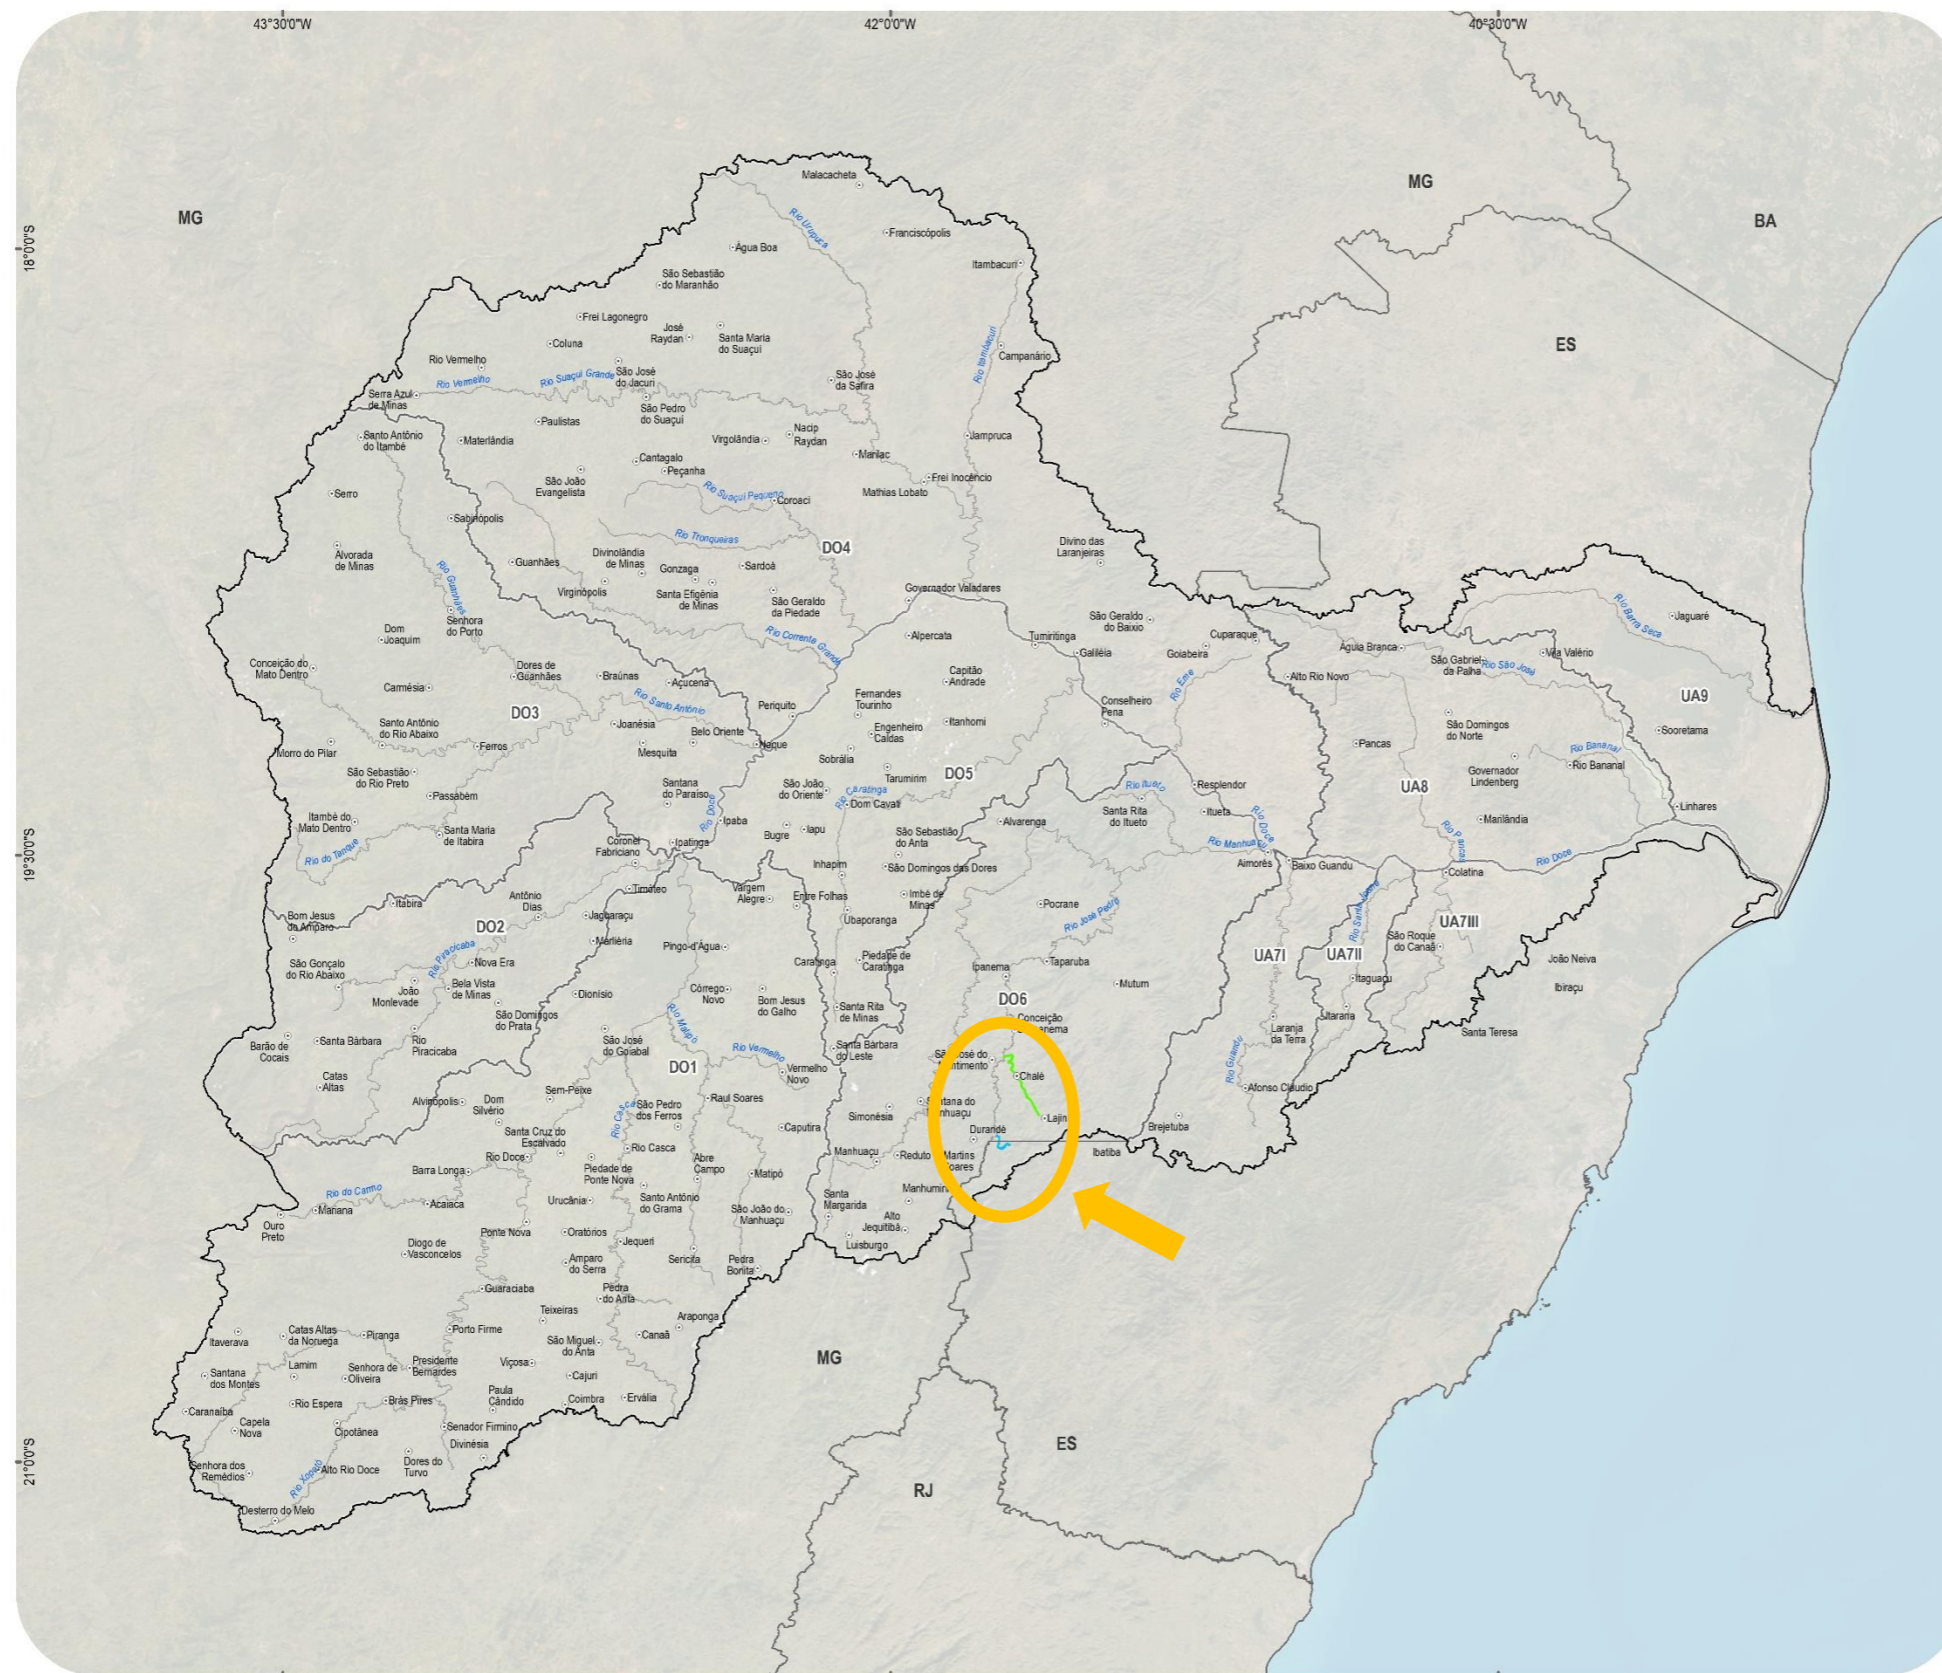 43°30'0"W
42°0'0"W
40°30'0"W
18°0'0"S
19°30'0"S
21°0'0"S
MG
MG
BA
ES
MG
RJ
ES
Malacacheta
Rio Urupuca
Franciscópolis
Água Boa
Itambacuri
São Sebastião
do Maranhão
Frei Lagonegro
José
Raydan
Santa Maria
do Suaçuí
Coluna
Rio Itambacuri
Campanário
Rio Vermelho
Rio Vermelho
Rio Suaçuí Grande
São José
do Jacuri
São José
da Safira
Serra Azul
de Minas
São Pedro
do Suaçuí
Paulistas
Santo Antônio
do Itambé
Materlândia
Virgolândia
Nacip
Raydan
Jampruca
Marilac
Cantagalo
Peçanha
São João
Evangelista
Frei Inocêncio
Mathias Lobato
Serro
Rio Suaçuí Pequeno
Coroaci
Sabinópolis
Rio Tronqueiras
DO4
Divino das
Laranjeiras
Alvorada
de Minas
Guanhães
Divinolândia
de Minas
Gonzaga
Sardoá
Virginópolis
Santa Efigênia
de Minas
São Geraldo
da Piedade
Governador Valadares
Rio Guanhães
Senhora
do Porto
Rio Corrente Grande
Alpercata
São Geraldo
do Baixio
Tumiritinga
Cuparaque
Galiléia
Goiabeira
Dom
Joaquim
Conceição do
Mato Dentro
Dores de
Guanhães
Braúnas
Açucena
Capitão
Andrade
Carmésia
Rio Santo Antônio
Fernandes
Tourinho
Rio Eme
Conselheiro
Pena
DO3
Periquito
Joanésia
Itanhomi
Engenheiro
Caldas
Santo Antônio
do Rio Abaixo
Belo Oriente
Morro do Pilar
Ferros
Mesquita
Naque
Sobrália
São Sebastião
do Rio Preto
Tarumirim
DO5
Santana
do Paraíso
São João
do Oriente
Rio Caratinga
Dom Cavati
Rio Itueto
Resplendor
Passabém
Itueta
Santa Rita
do Itueto
Itambé do
Mato Dentro
Santa Maria
de Itabira
Rio Doce
Ipaba
Bugre
Iapu
Alvarenga
Rio do Tanque
Coronel
Fabriciano
Ipatinga
São Sebastião
do Anta
Rio Manhuaçu
Rio Doce
Aimorés
Inhapim
São Domingos das Dores
Itabira
Timóteo
Vargem
Alegre
Entre Folhas
Imbé de
Minas
Bom Jesus
do Amparo
Antônio
Dias
Jaguaraçu
Ubaporanga
Pocrane
Rio José Pedro
DO2
Marliéria
Pingo-d'Água
Rio Piracicaba
Nova Era
São Gonçalo
do Rio Abaixo
Caratinga
Piedade de
Caratinga
Ipanema
Taparuba
João
Monlevade
Bela Vista
de Minas
Dionísio
Córrego
Novo
Bom Jesus
do Galho
Mutum
DO6
São Domingos
do Prata
Santa Rita
de Minas
Conceição
Rio Matipó
Barão de
Cocais
Santa Bárbara
Rio
Piracicaba
São José
do Goiabal
Rio Vermelho
Santa Bárbara
do Leste
São José do
DO1
Vermelho
Novo
Chalé
Catas
Altas
Sem-Peixe
Alvinópolis
Dom
Silvério
Rio Casca
São Pedro
dos Ferros
Raul Soares
Simonésia
Santana do
Manhuaçu
Santa Cruz do
Escalvado
Caputira
Durandé
Rio Doce
Rio Casca
Manhuaçu
Reduto
Martins
Soares
Ibatiba
Brejetuba
Barra Longa
Piedade de
Ponte Nova
Abre
Campo
Matipó
Rio do Carmo
Acaiaca
Urucânia
Santo Antônio
do Grama
São João do
Manhuaçu
Santa
Margarida
Mariana
Ouro
Preto
Alto
Jequitibá
Luisburgo
Ponte Nova
Oratórios
Jequeri
Diogo de
Vasconcelos
Amparo
do Serra
Sericita
Pedra
Bonita
Guaraciaba
Pedra
do Anta
Teixeiras
Araponga
Itaverava
Catas Altas
da Noruega
Piranga
Porto Firme
São Miguel
do Anta
Canaã
Santana
dos Montes
Lamim
Senhora de
Oliveira
Presidente
Bernardes
Viçosa
Cajuri
Paula
Cândido
Coimbra
Ervália
Caranaíba
Rio Espera
Brás Pires
Capela
Nova
Cipotânea
Senador Firmino
Divinésia
Senhora dos
Remédios
Rio Xopotó
Alto Rio Doce
Dores do
Turvo
Desterro do Melo
Jaguaré
Rio Barra Seca
Águia Branca
Vila Valério
São Gabriel
da Palha
Rio São José
Alto Rio Novo
UA9
São Domingos
do Norte
Sooretama
Pancas
Rio Bananal
Rio Bananal
Governador
Lindenberg
UA8
Linhares
Marilândia
Rio Pancas
Rio Doce
Baixo Guandu
Colatina
UA7III
São Roque
do Canaã
UA7I
UA7II
João Neiva
Itaguaçu
Ibiraçu
Itarana
Laranja
da Terra
Santa Teresa
Rio Guandu
Afonso Cláudio